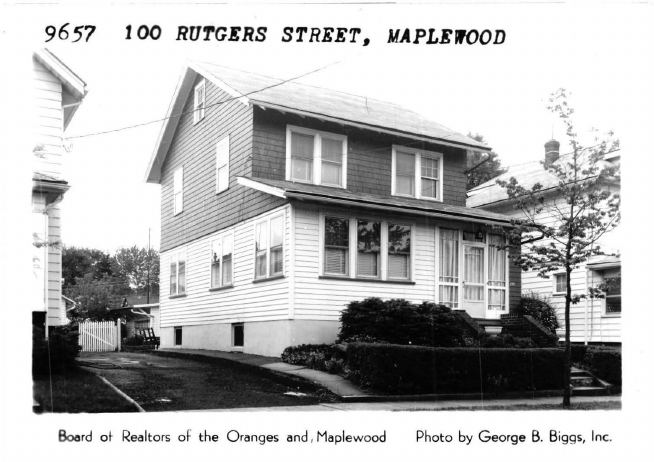 9657 100 RUTGERS STREET, MAPLEWOOD
Board of Realtors of the Oranges and, Maplewood Photo by George B. Biggs, Inc.